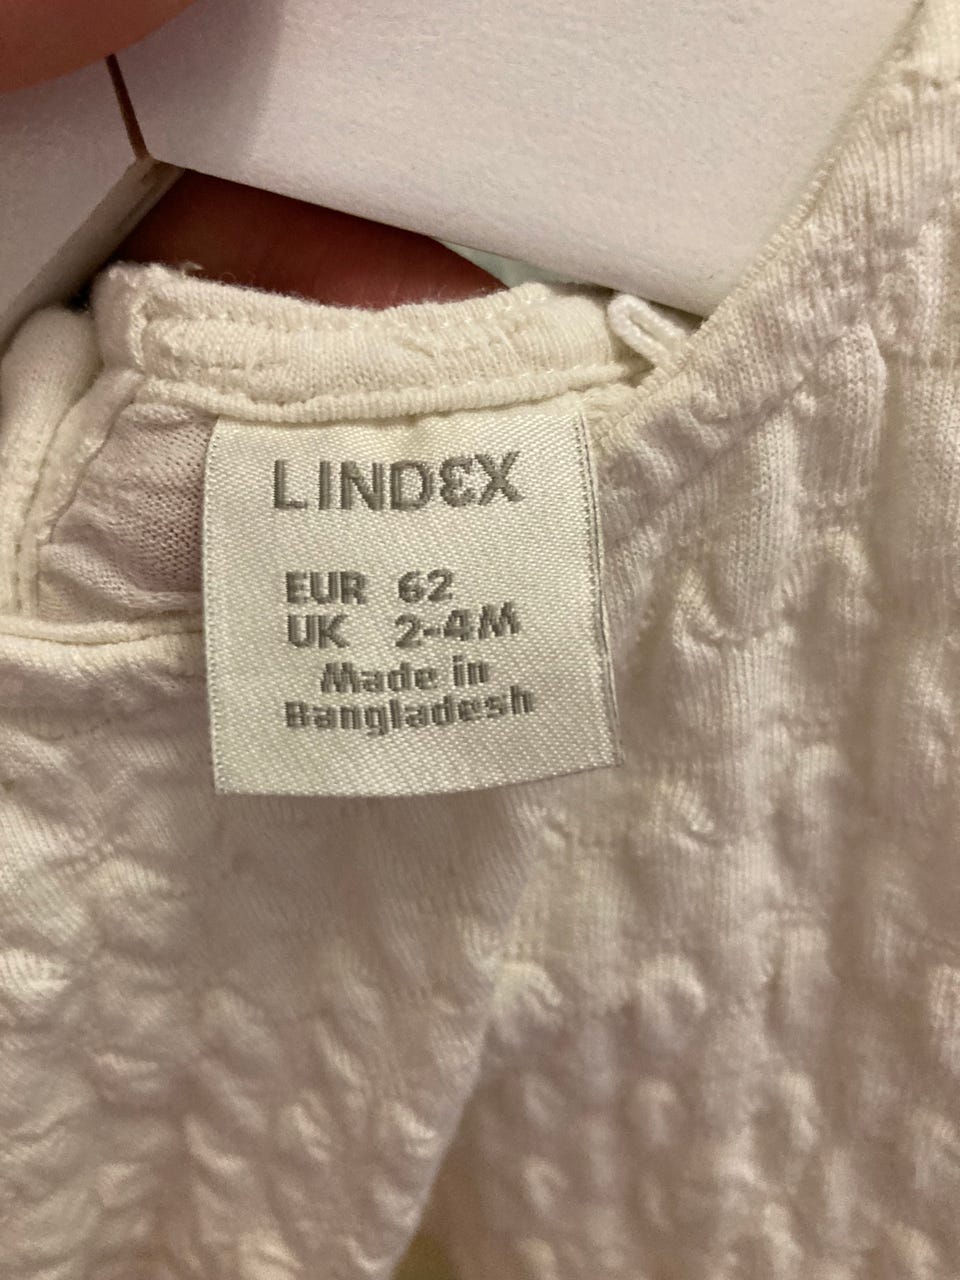 LINDEX
EUR 62
UK 2-4M
Made in
Bangladesh